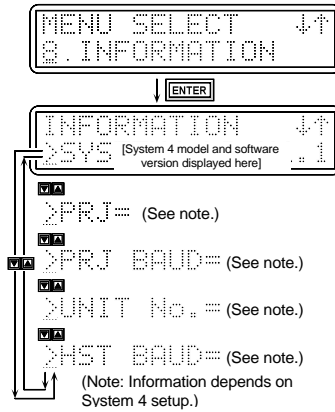 MENU SELECT ↓↑
8. INFORMATION
ENTER
INFORMATION ↓↑
>SYS [System 4 model and software version displayed here] ..1
>PRJ= (See note.)
>PRJ BAUD= (See note.)
>UNIT No.= (See note.)
>HST BAUD= (See note.)
(Note: Information depends on
System 4 setup.)